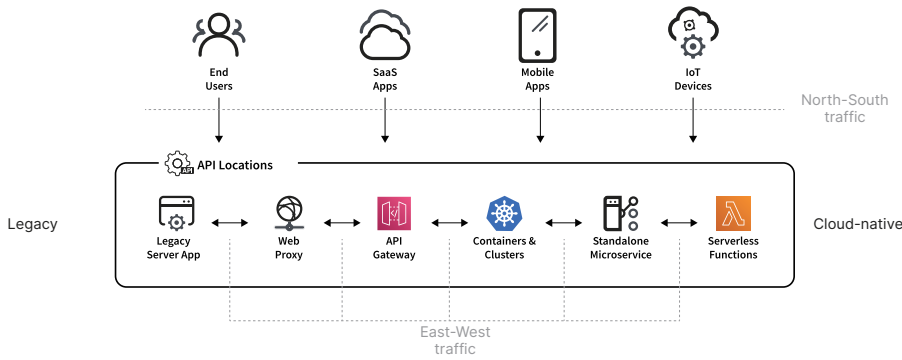 End
Users
SaaS
Apps
Mobile
Apps
IoT
Devices
North-South
traffic
API
API Locations
Legacy
Legacy
Server App
Web
Proxy
API
Gateway
Containers &
Clusters
Standalone
Microservice
Serverless
Functions
Cloud-native
East-West
traffic